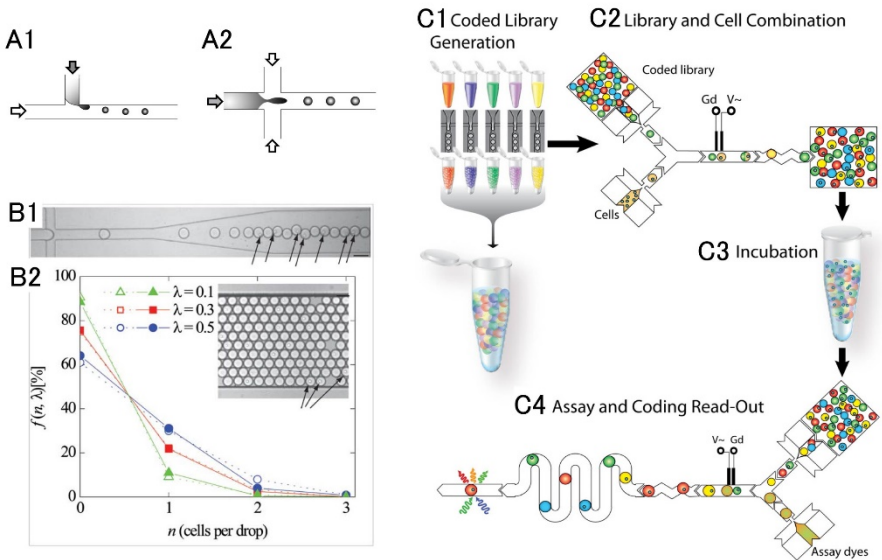 A1
A2
B1
B2
100
80
60
40
20
0
f(n, λ)[%]
λ = 0.1
λ = 0.3
λ = 0.5
0
1
2
3
n (cells per drop)
C1 Coded Library
Generation
C2 Library and Cell Combination
Coded library
Gd
V~
Cells
C3 Incubation
C4 Assay and Coding Read-Out
V~
Gd
Assay dyes